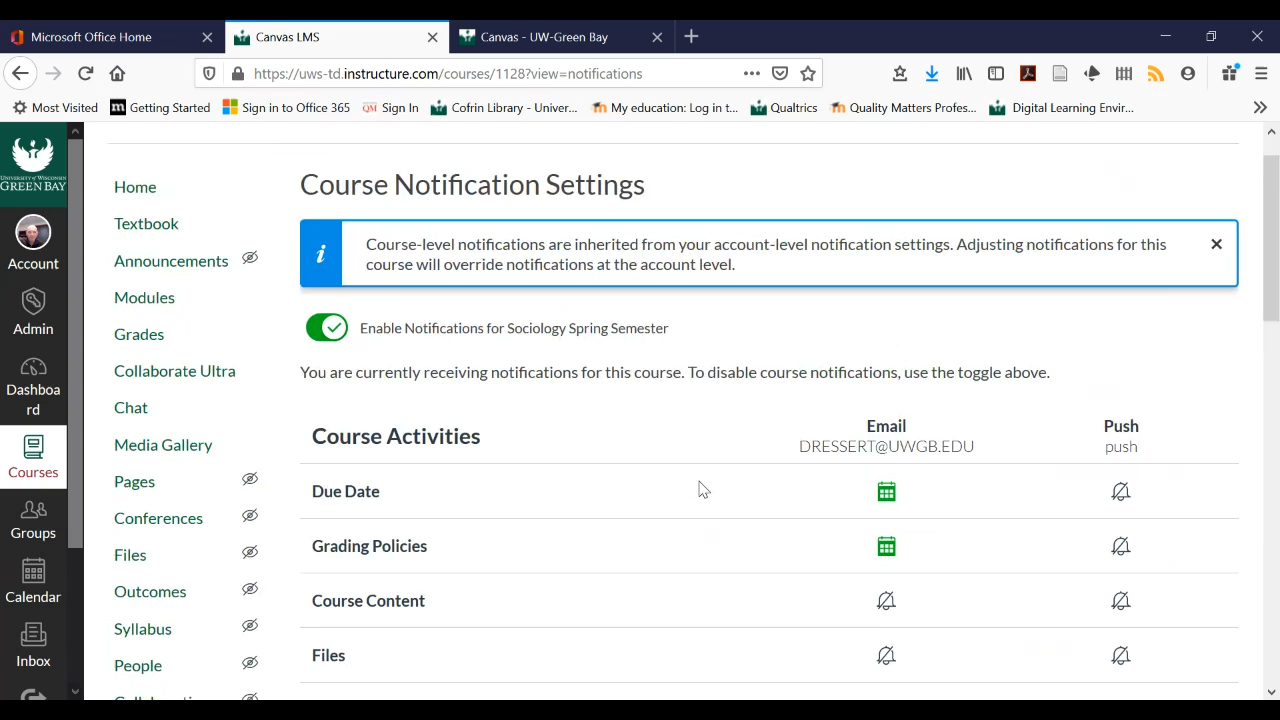 Microsoft Office Home
Canvas LMS
Canvas - UW-Green Bay
https://uws-td.instructure.com/courses/1128?view=notifications
Most Visited
Getting Started
Sign in to Office 365
QM Sign In
Cofrin Library - Univer...
My education: Log in t...
Qualtrics
Quality Matters Profes...
Digital Learning Envir...
UNIVERSITY of WISCONSIN
GREEN BAY
Account
Admin
Dashboa
rd
Courses
Groups
Calendar
Inbox
Home
Textbook
Announcements
Modules
Grades
Collaborate Ultra
Chat
Media Gallery
Pages
Conferences
Files
Outcomes
Syllabus
People
Course Notification Settings
i
Course-level notifications are inherited from your account-level notification settings. Adjusting notifications for this
course will override notifications at the account level.
Enable Notifications for Sociology Spring Semester
You are currently receiving notifications for this course. To disable course notifications, use the toggle above.
Course Activities
Email
DRESSERT@UWGB.EDU
Push
push
Due Date
Grading Policies
Course Content
Files